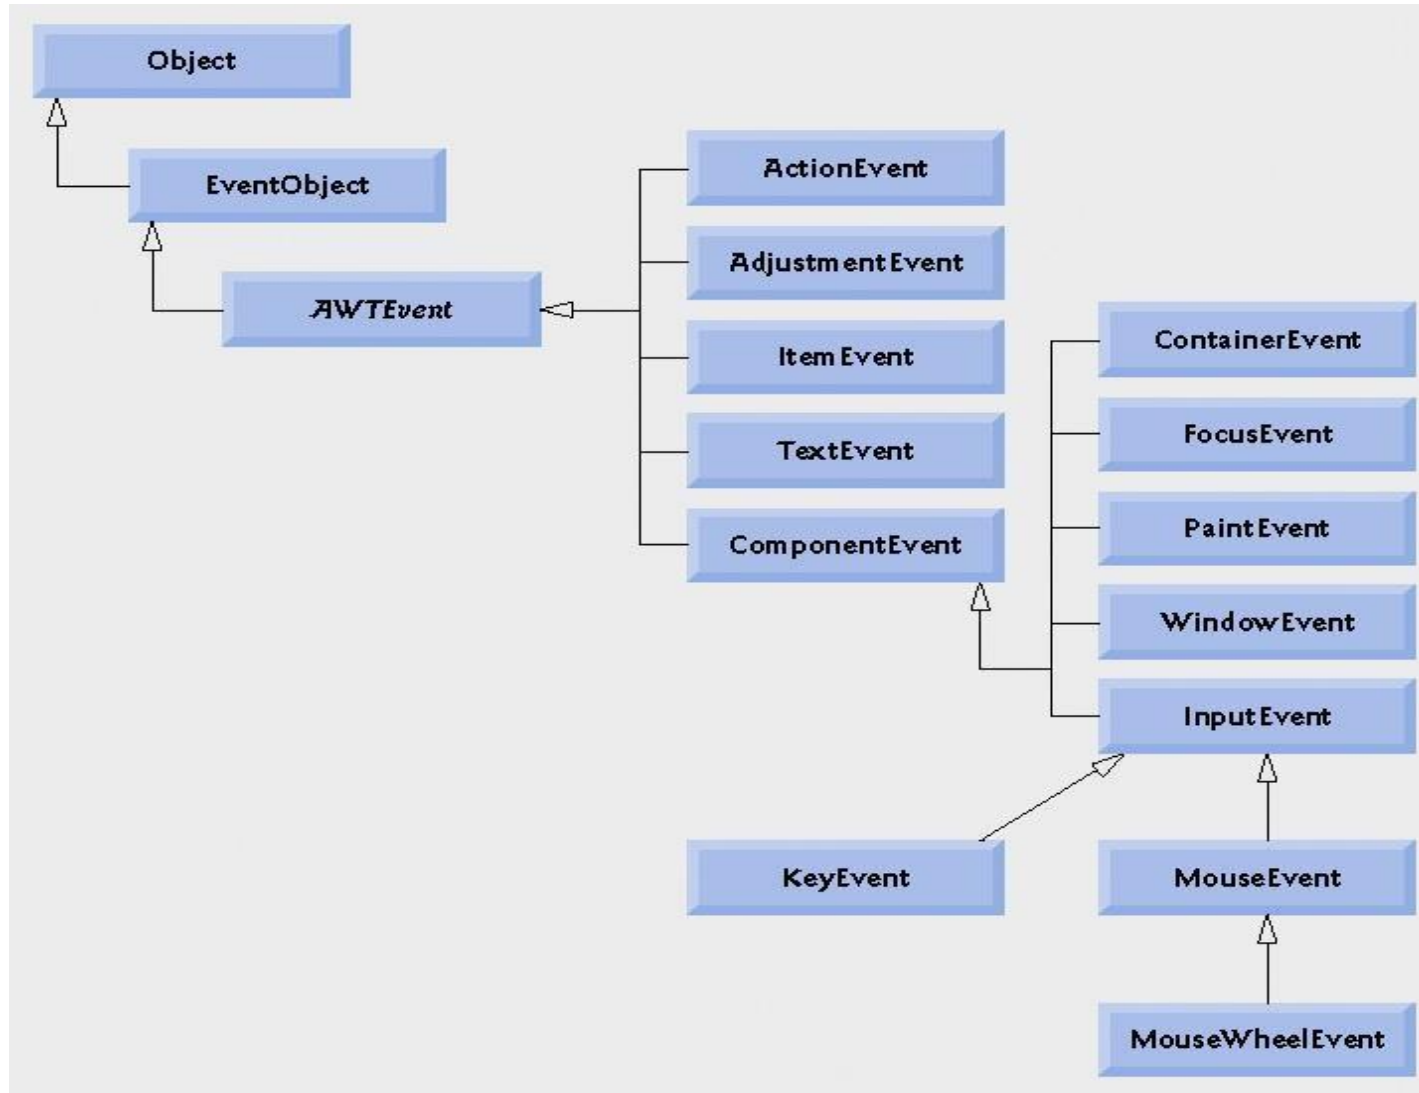 Object
EventObject
AWTEvent
ActionEvent
AdjustmentEvent
ItemEvent
TextEvent
ComponentEvent
ContainerEvent
FocusEvent
PaintEvent
WindowEvent
InputEvent
KeyEvent
MouseEvent
MouseWheelEvent